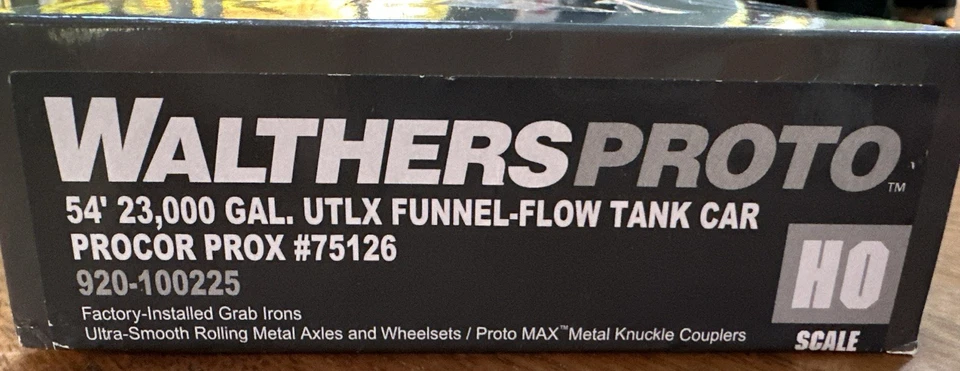 WALTHERSPROTO™
54' 23,000 GAL. UTLX FUNNEL-FLOW TANK CAR
PROCOR PROX #75126
920-100225
Factory-Installed Grab Irons
Ultra-Smooth Rolling Metal Axles and Wheelsets / Proto MAX™ Metal Knuckle Couplers
HO
SCALE